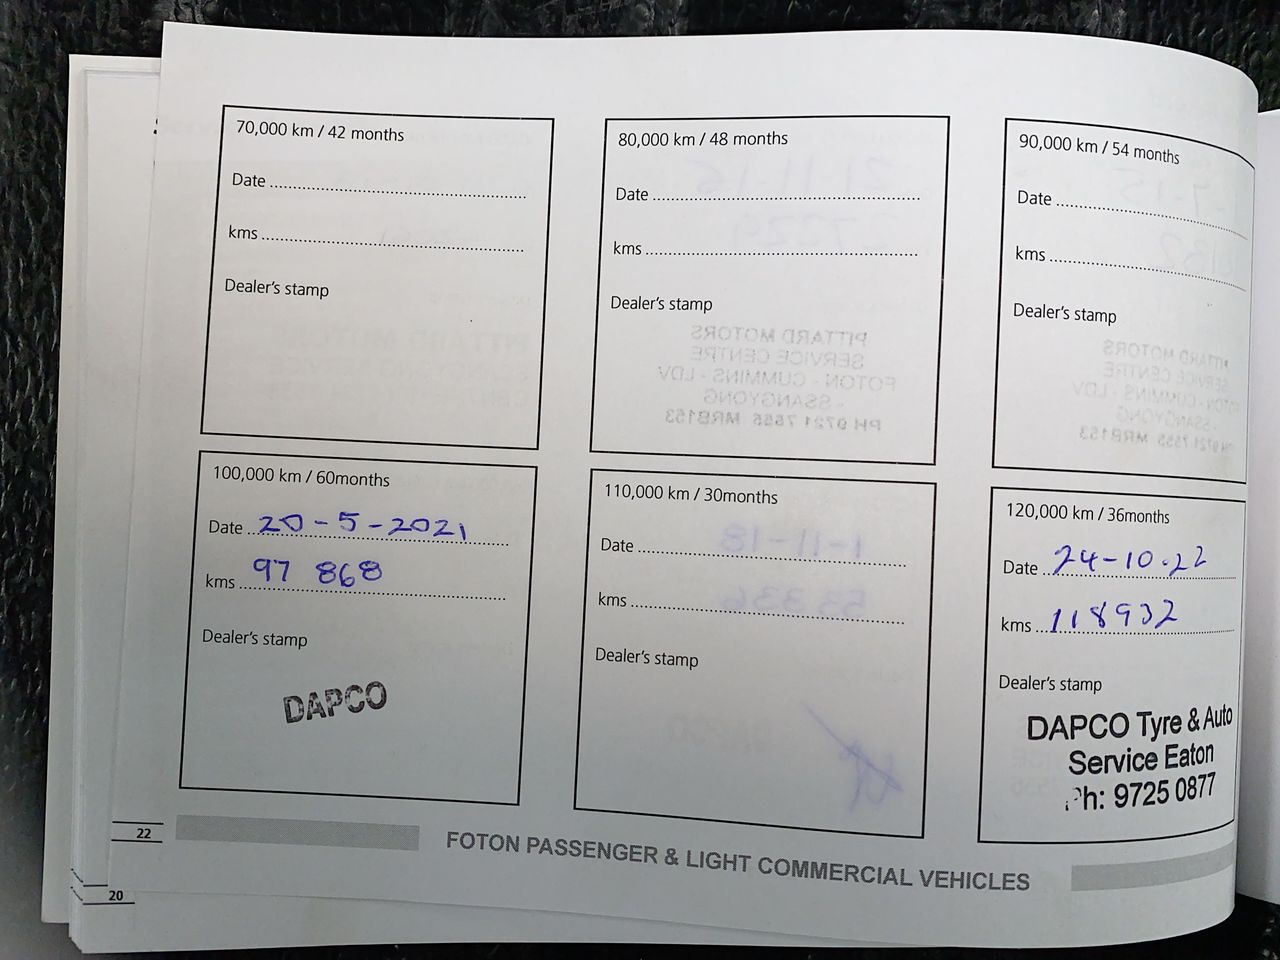 70,000 km / 42 months
Date
kms
Dealer's stamp
80,000 km / 48 months
Date
kms
Dealer's stamp
90,000 km / 54 months
Date
kms
Dealer's stamp
100,000 km / 60months
Date 20-5-2021
kms 97 868
Dealer's stamp
DAPCO
110,000 km / 30months
Date
kms
Dealer's stamp
120,000 km / 36months
Date 24-10-22
kms 118932
Dealer's stamp
DAPCO Tyre & Auto
Service Eaton
Ph: 9725 0877
22
FOTON PASSENGER & LIGHT COMMERCIAL VEHICLES
20